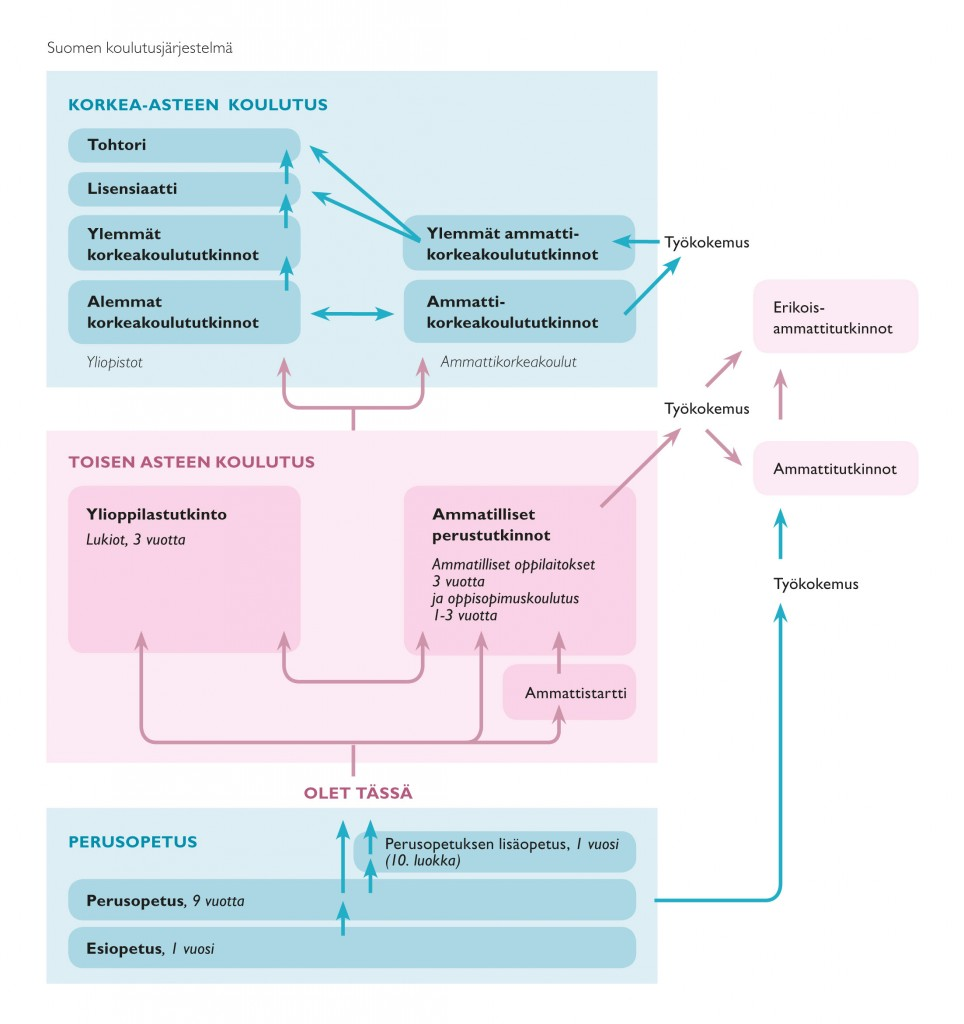 Suomen koulutusjärjestelmä
KORKEA-ASTEEN KOULUTUS
Tohtori
Lisensiaatti
Ylemmät
korkeakoulututkinnot
Ylemmät ammatti-
korkeakoulututkinnot
Työkokemus
Alemmat
korkeakoulututkinnot
Ammatti-
korkeakoulututkinnot
Erikois-
ammattitutkinnot
Yliopistot
Ammattikorkeakoulut
Työkokemus
TOISEN ASTEEN KOULUTUS
Ammattitutkinnot
Ylioppilastutkinto
Lukiot, 3 vuotta
Ammatilliset
perustutkinnot
Ammatilliset oppilaitokset
3 vuotta
ja oppisopimuskoulutus
1-3 vuotta
Työkokemus
Ammattistartti
OLET TÄSSÄ
PERUSOPETUS
Perusopetuksen lisäopetus, 1 vuosi
(10. luokka)
Perusopetus, 9 vuotta
Esiopetus, 1 vuosi